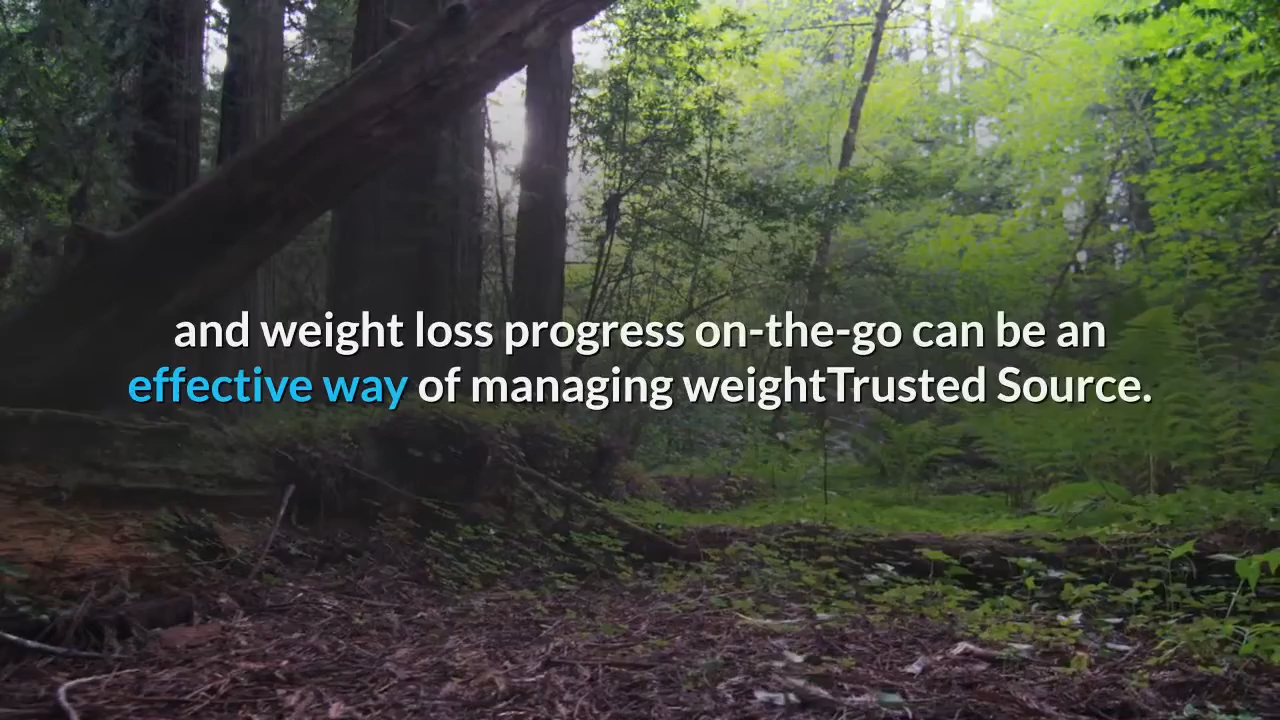 and weight loss progress on-the-go can be an
effective way of managing weightTrusted Source.